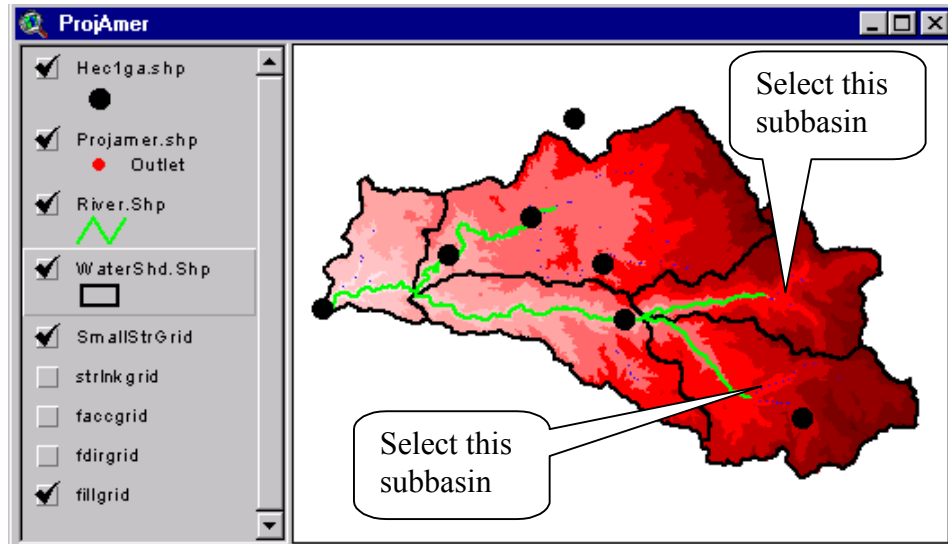 ProjAmer
Hec1ga.shp
Projamer.shp
Outlet
River.Shp
WaterShd.Shp
SmallStrGrid
strlnkgrid
faccgrid
fdirgrid
fillgrid
Select this
subbasin
Select this
subbasin